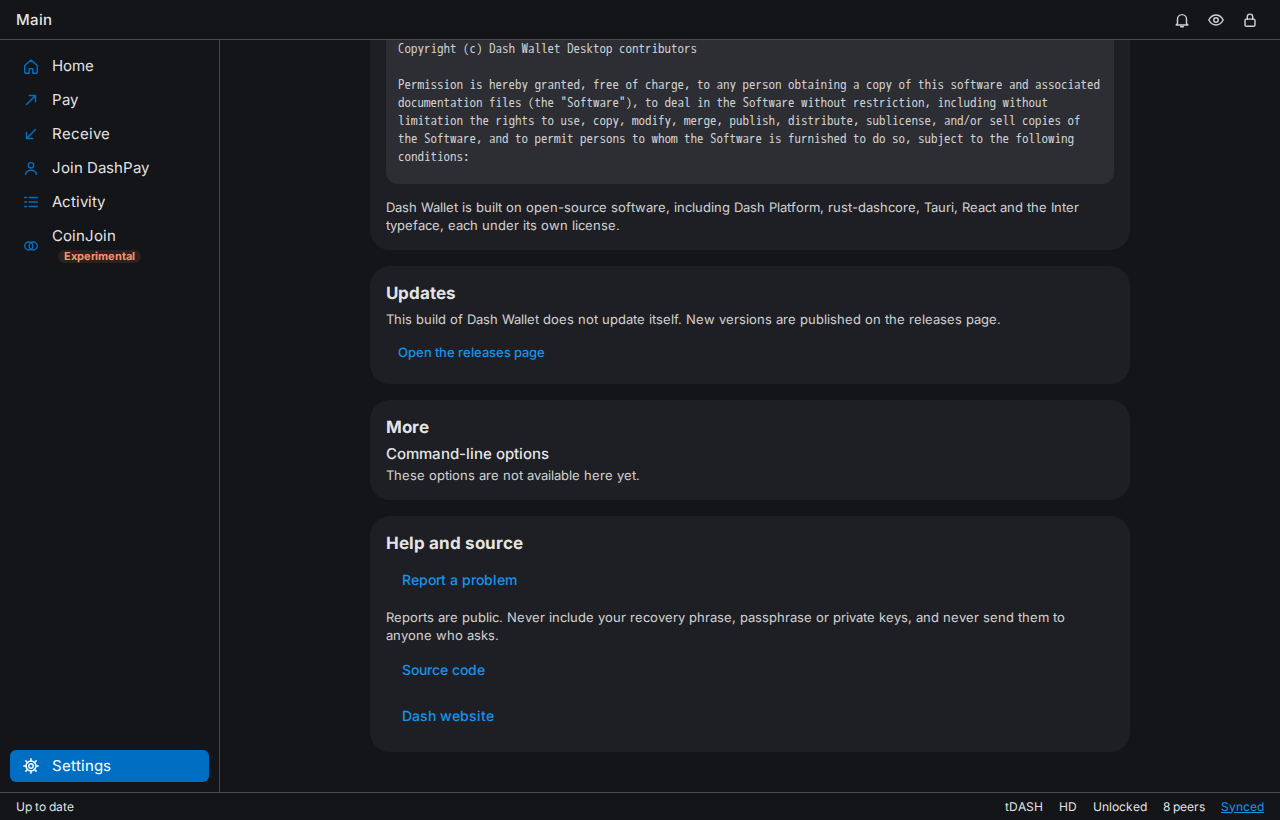 Main
Home
Pay
Receive
Join DashPay
Activity
CoinJoin
Experimental
Settings
Copyright (c) Dash Wallet Desktop contributors
Permission is hereby granted, free of charge, to any person obtaining a copy of this software and associated
documentation files (the "Software"), to deal in the Software without restriction, including without
limitation the rights to use, copy, modify, merge, publish, distribute, sublicense, and/or sell copies of
the Software, and to permit persons to whom the Software is furnished to do so, subject to the following
conditions:
Dash Wallet is built on open-source software, including Dash Platform, rust-dashcore, Tauri, React and the Inter
typeface, each under its own license.
Updates
This build of Dash Wallet does not update itself. New versions are published on the releases page.
Open the releases page
More
Command-line options
These options are not available here yet.
Help and source
Report a problem
Reports are public. Never include your recovery phrase, passphrase or private keys, and never send them to
anyone who asks.
Source code
Dash website
Up to date
tDASH HD Unlocked 8 peers Synced